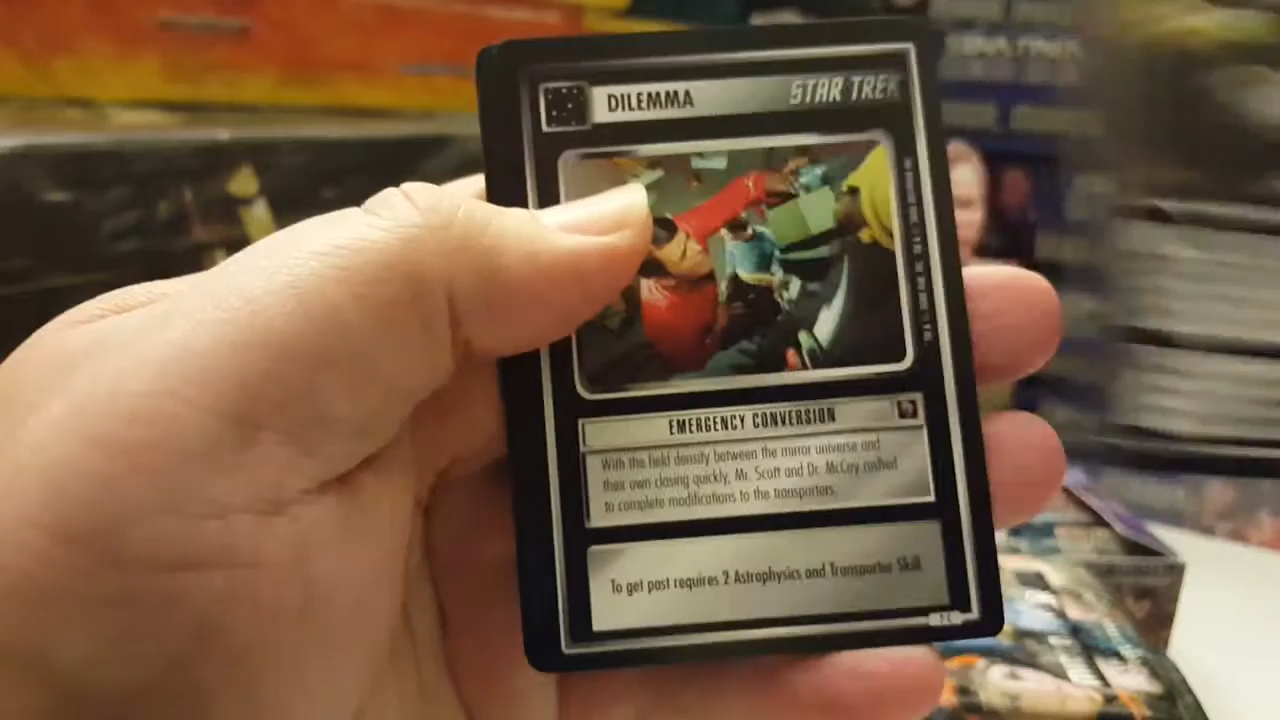 DILEMMA
STAR TREK
EMERGENCY CONVERSION
With the field density between the mirror universe and
their own closing quickly, Mr. Scott and Dr. McCoy rushed
to complete modifications to the transporters.
To get past requires 2 Astrophysics and Transporter Skill.